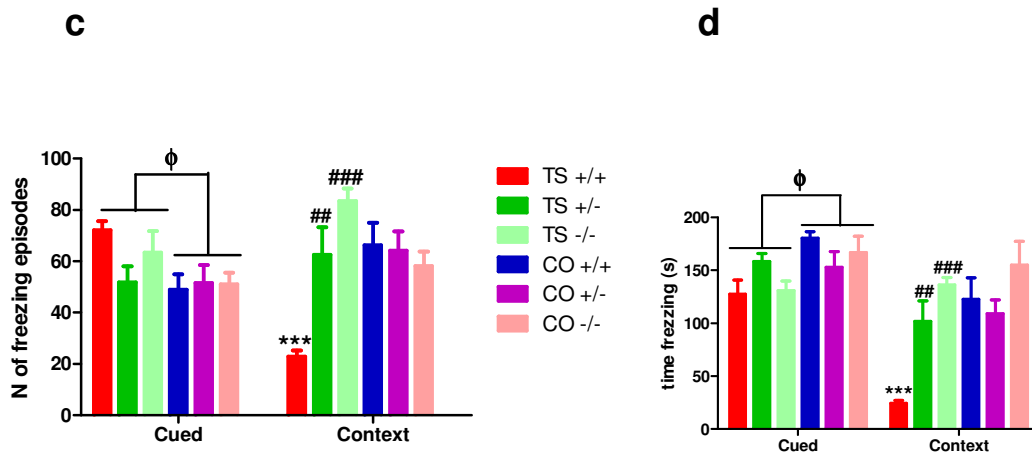 c
N of freezing episodes
100
80
60
40
20
0
ϕ
***
##
###
Cued
Context
TS +/+
TS +/-
TS -/-
CO +/+
CO +/-
CO -/-
d
time frezzing (s)
200
150
100
50
0
ϕ
***
##
###
Cued
Context